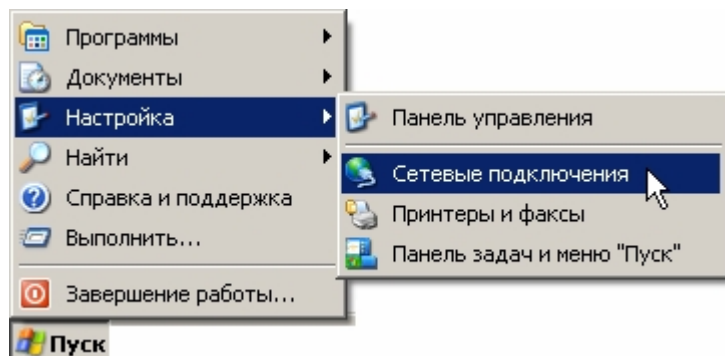 Программы
Документы
Настройка
Найти
Справка и поддержка
Выполнить...
Завершение работы...
Пуск
Панель управления
Сетевые подключения
Принтеры и факсы
Панель задач и меню "Пуск"